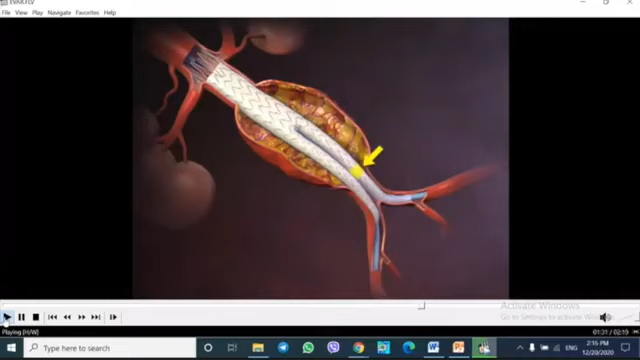 EVAR.FLV
File View Play Navigate Favorites Help
Activate Windows
Go to Settings to activate Windows.
Playing [H/W]
01:31 / 02:19
Type here to search
ENG
2:15 PM
12/20/2020